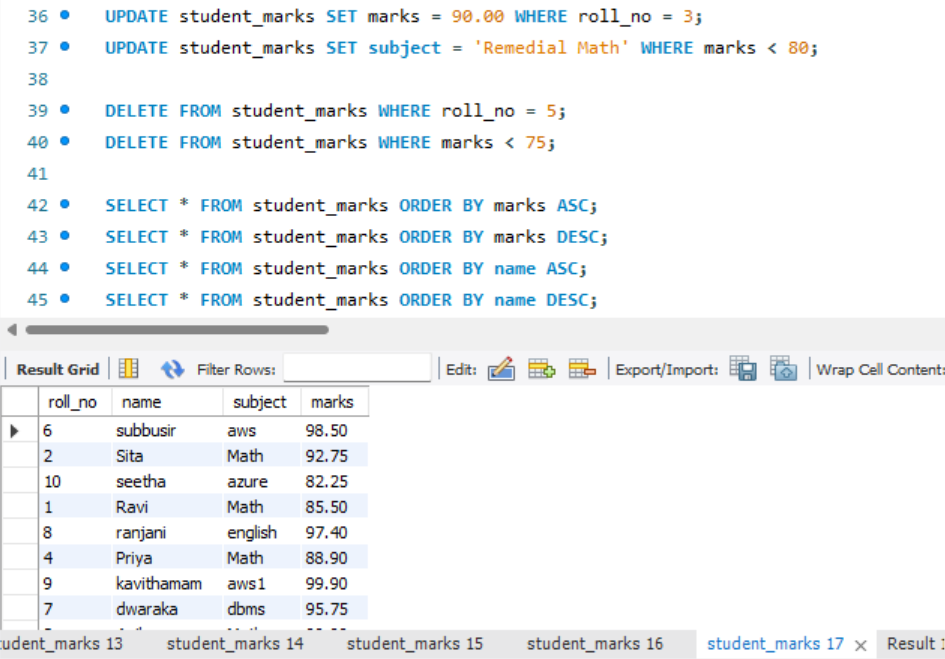 36 UPDATE student_marks SET marks = 90.00 WHERE roll_no = 3;
37 UPDATE student_marks SET subject = 'Remedial Math' WHERE marks < 80;
38
39 DELETE FROM student_marks WHERE roll_no = 5;
40 DELETE FROM student_marks WHERE marks < 75;
41
42 SELECT * FROM student_marks ORDER BY marks ASC;
43 SELECT * FROM student_marks ORDER BY marks DESC;
44 SELECT * FROM student_marks ORDER BY name ASC;
45 SELECT * FROM student_marks ORDER BY name DESC;
Result Grid Filter Rows: Edit: Export/Import: Wrap Cell Content:
roll_no name subject marks
6 subbusir aws 98.50
2 Sita Math 92.75
10 seetha azure 82.25
1 Ravi Math 85.50
8 ranjani english 97.40
4 Priya Math 88.90
9 kavithamam aws1 99.90
7 dwaraka dbms 95.75
tudent_marks 13 student_marks 14 student_marks 15 student_marks 16 student_marks 17 Result